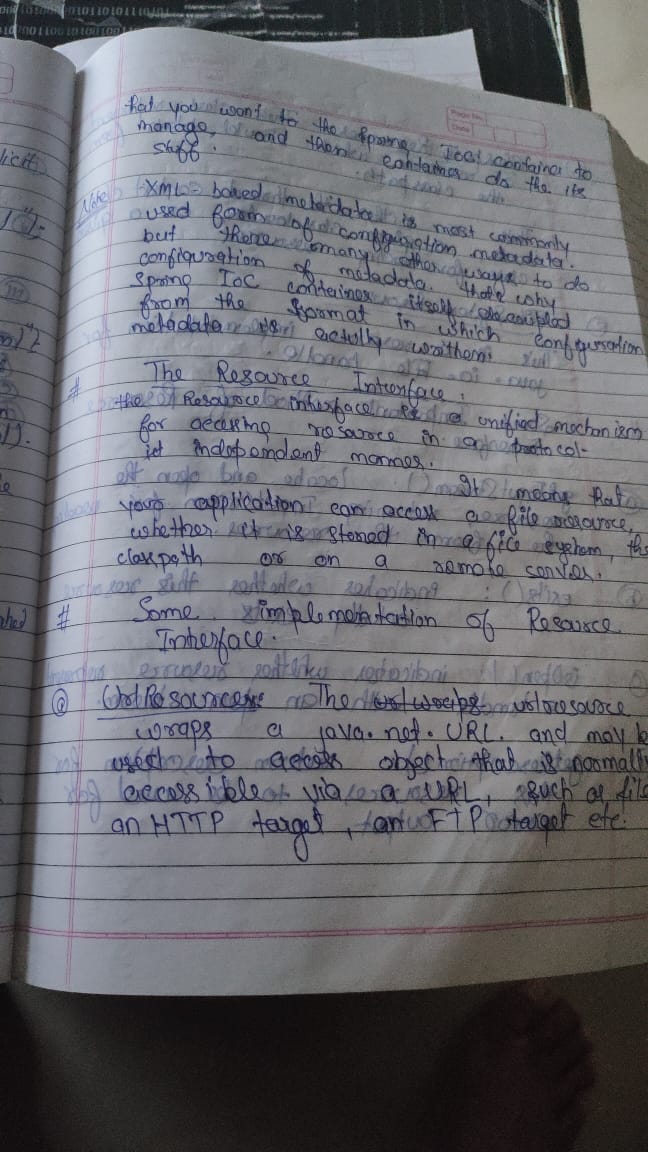 that you want to the spring IoC container to
manage, and then container do the its
stuff.
Note XML - based metadata is most commonly
used form of configuration metadata.
but there many other ways to do
configuration of metadata. that's why
spring IoC container itself decoupled
from the format in which configuration
metadata is actully written.
# The Resource Interface.
the Resource interface is a unified mechanism
for accessing resource in a protocol-
independent manner.
It means that
your application can access a file resource,
whether it is stored in a file system, the
classpath or on a remote server.
# Some implementation of Resource
Interface.
@ UrlResource The urlresource
wraps a java.net.URL. and may be
used to access object that is normally
accessible via a URL, such as file
an HTTP target, an FTP target etc.